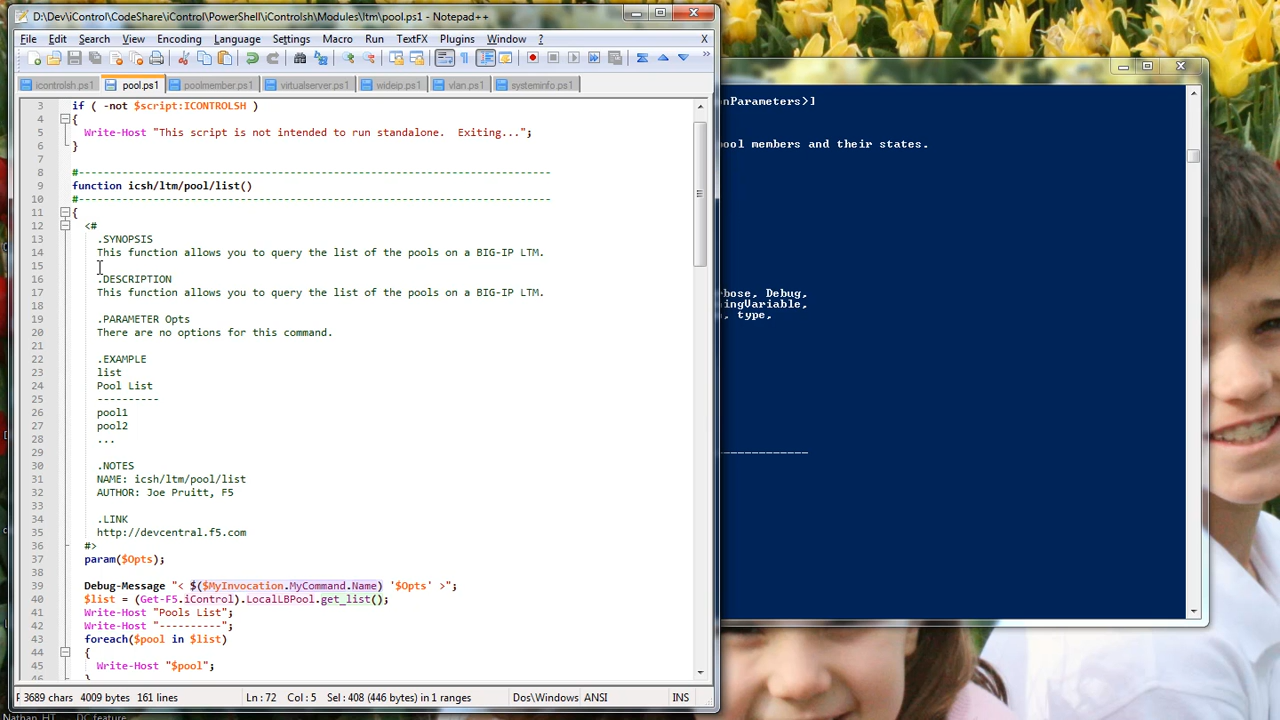 D:\Dev\iControl\CodeShare\iControl\PowerShell\iControlsh\Modules\ltm\pool.ps1 - Notepad++
File Edit Search View Encoding Language Settings Macro Run TextFX Plugins Window ? X
icontrolsh.ps1 pool.ps1 poolmember.ps1 virtualserver.ps1 wideip.ps1 vlan.ps1 systeminfo.ps1
3 if ( -not $script:ICONTROLSH )
4 {
5 Write-Host "This script is not intended to run standalone.  Exiting...";
6 }
7
8 #---------------------------------------------------------------------------
9 function icsh/ltm/pool/list()
10 #---------------------------------------------------------------------------
11 {
12 <#
13 .SYNOPSIS
14 This function allows you to query the list of the pools on a BIG-IP LTM.
15
16 .DESCRIPTION
17 This function allows you to query the list of the pools on a BIG-IP LTM.
18
19 .PARAMETER Opts
20 There are no options for this command.
21
22 .EXAMPLE
23 list
24 Pool List
25 ----------
26 pool1
27 pool2
28 ...
29
30 .NOTES
31 NAME: icsh/ltm/pool/list
32 AUTHOR: Joe Pruitt, F5
33
34 .LINK
35 http://devcentral.f5.com
36 #>
37 param($Opts);
38
39 Debug-Message "< $($MyInvocation.MyCommand.Name) '$Opts' >";
40 $list = (Get-F5.iControl).LocalLBPool.get_list();
41 Write-Host "Pools List";
42 Write-Host "----------";
43 foreach($pool in $list)
44 {
45 Write-Host "$pool";
46 }
3689 chars 4009 bytes 161 lines Ln : 72 Col : 5 Sel : 408 (446 bytes) in 1 ranges Dos\Windows ANSI INS
nParameters>]
ool members and their states.
bose, Debug,
ingVariable,
, type,
-------------
Nathan_HT DC feature